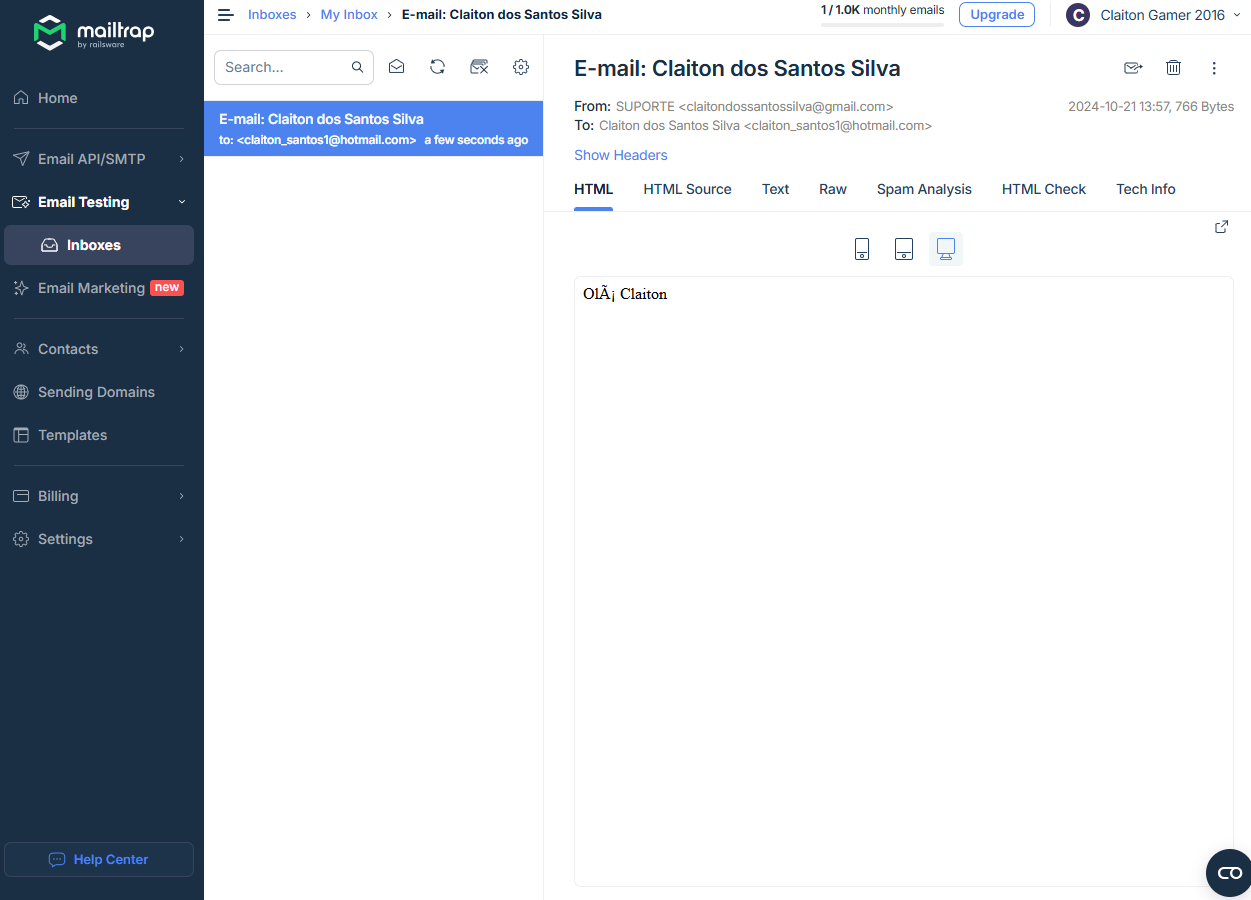 mailtrap
by railsware
Home
Email API/SMTP
Email Testing
Inboxes
Email Marketing new
Contacts
Sending Domains
Templates
Billing
Settings
Help Center
Inboxes › My Inbox › E-mail: Claiton dos Santos Silva
1 / 1.0K monthly emails
Upgrade
C Claiton Gamer 2016
Search...
E-mail: Claiton dos Santos Silva
to: <claiton_santos1@hotmail.com> a few seconds ago
E-mail: Claiton dos Santos Silva
From: SUPORTE <claitondossantossilva@gmail.com>
2024-10-21 13:57, 766 Bytes
To: Claiton dos Santos Silva <claiton_santos1@hotmail.com>
Show Headers
HTML HTML Source Text Raw Spam Analysis HTML Check Tech Info
OlÃ¡ Claiton